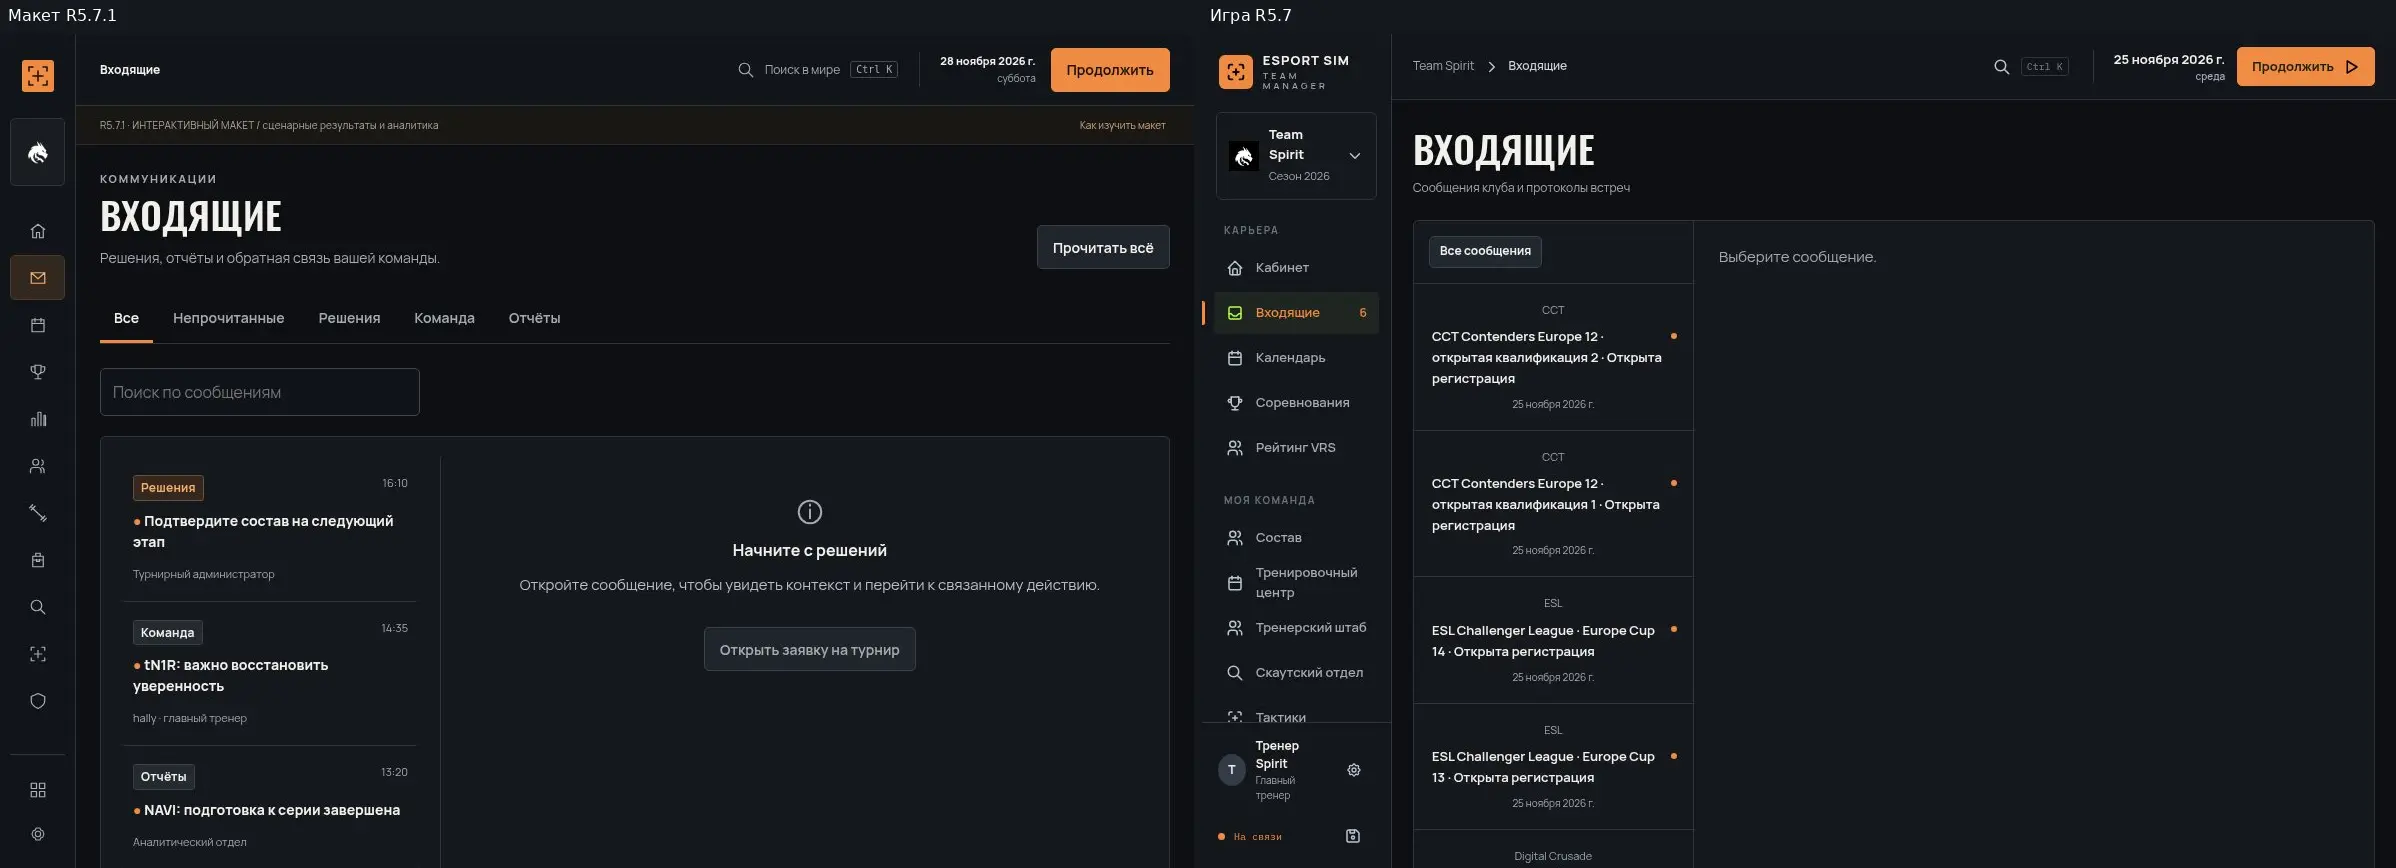 Макет R5.7.1
Входящие
Поиск в мире
Ctrl K
28 ноября 2026 г.
суббота
Продолжить
R5.7.1 · ИНТЕРАКТИВНЫЙ МАКЕТ / сценарные результаты и аналитика
Как изучить макет
КОММУНИКАЦИИ
ВХОДЯЩИЕ
Решения, отчёты и обратная связь вашей команды.
Прочитать всё
Все
Непрочитанные
Решения
Команда
Отчёты
Поиск по сообщениям
Решения
16:10
Подтвердите состав на следующий
этап
Турнирный администратор
Команда
14:35
tN1R: важно восстановить
уверенность
hally · главный тренер
Отчёты
13:20
NAVI: подготовка к серии завершена
Аналитический отдел
Начните с решений
Откройте сообщение, чтобы увидеть контекст и перейти к связанному действию.
Открыть заявку на турнир
Игра R5.7
ESPORT SIM
TEAM
MANAGER
Team
Spirit
Сезон 2026
КАРЬЕРА
Кабинет
Входящие
6
Календарь
Соревнования
Рейтинг VRS
МОЯ КОМАНДА
Состав
Тренировочный
центр
Тренерский штаб
Скаутский отдел
Тактики
T
Тренер
Spirit
Главный
тренер
На связи
Team Spirit
Входящие
Ctrl K
25 ноября 2026 г.
среда
Продолжить
ВХОДЯЩИЕ
Сообщения клуба и протоколы встреч
Все сообщения
CCT
CCT Contenders Europe 12 ·
открытая квалификация 2 · Открыта
регистрация
25 ноября 2026 г.
CCT
CCT Contenders Europe 12 ·
открытая квалификация 1 · Открыта
регистрация
25 ноября 2026 г.
ESL
ESL Challenger League · Europe Cup
14 · Открыта регистрация
25 ноября 2026 г.
ESL
ESL Challenger League · Europe Cup
13 · Открыта регистрация
25 ноября 2026 г.
Digital Crusade
Выберите сообщение.